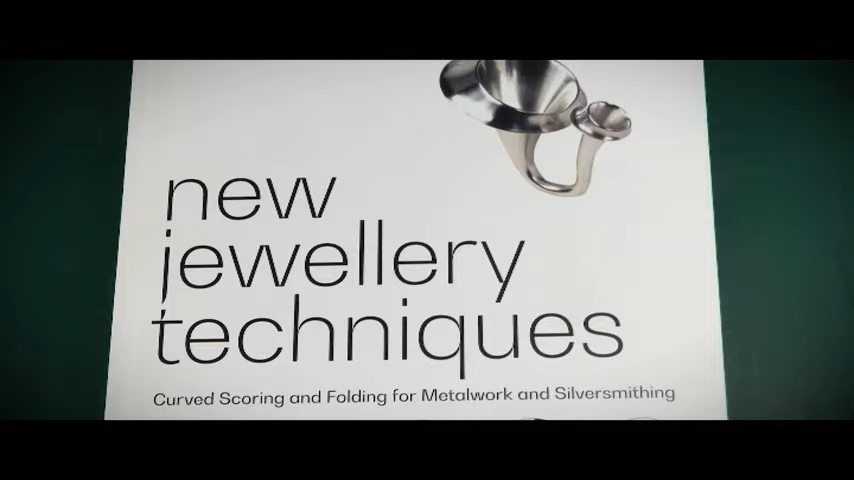 new
jewellery
techniques
Curved Scoring and Folding for Metalwork and Silversmithing